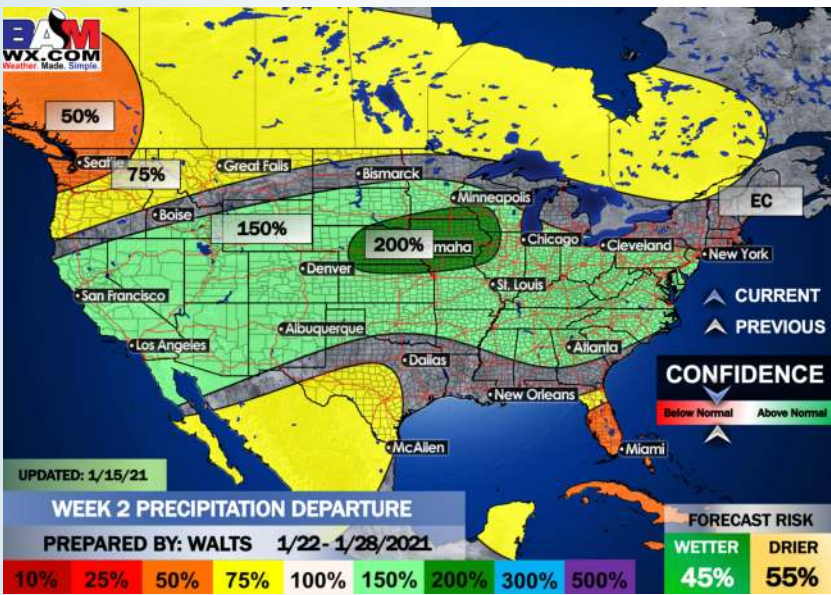 BAM
WX.COM
Weather. Made. Simple.
50%
Seattle
75%
Great Falls
Bismarck
Boise
Minneapolis
EC
150%
200%
maha
Chicago
Cleveland
New York
Denver
St. Louis
San Francisco
CURRENT
PREVIOUS
Los Angeles
Albuquerque
Atlanta
Dallas
CONFIDENCE
Below Normal Above Normal
New Orleans
McAllen
Miami
UPDATED: 1/15/21
WEEK 2 PRECIPITATION DEPARTURE
PREPARED BY: WALTS 1/22 - 1/28/2021
FORECAST RISK
WETTER DRIER
45% 55%
10% 25% 50% 75% 100% 150% 200% 300% 500%